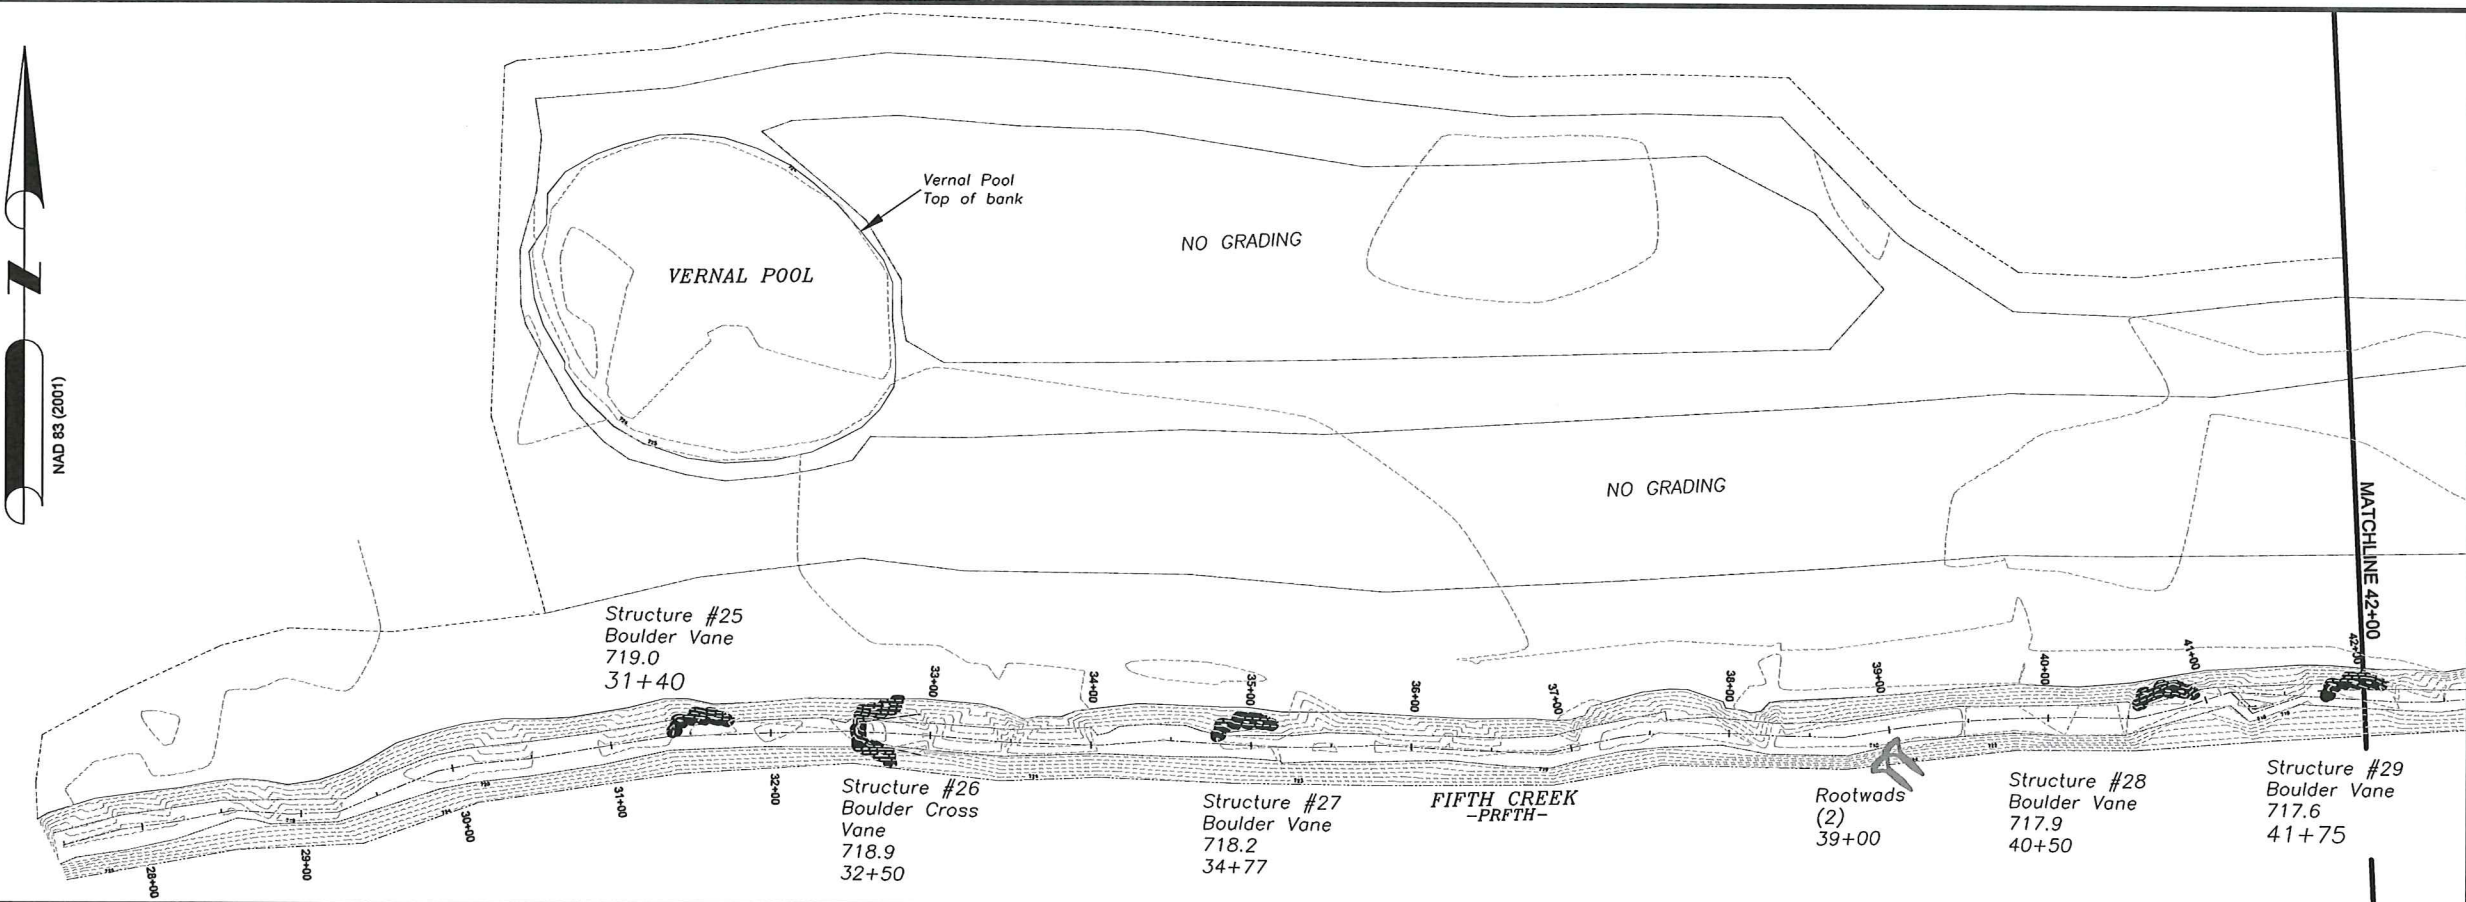 NAD 83 (2001)
Vernal Pool
Top of bank
VERNAL POOL
NO GRADING
NO GRADING
MATCHLINE 42+00
Structure #25
Boulder Vane
719.0
31+40
28+00
29+00
30+00
31+00
32+00
33+00
34+00
35+00
36+00
37+00
38+00
39+00
40+00
41+00
42+00
Structure #26
Boulder Cross
Vane
718.9
32+50
Structure #27
Boulder Vane
718.2
34+77
FIFTH CREEK
-PRFTH-
Rootwads
(2)
39+00
Structure #28
Boulder Vane
717.9
40+50
Structure #29
Boulder Vane
717.6
41+75